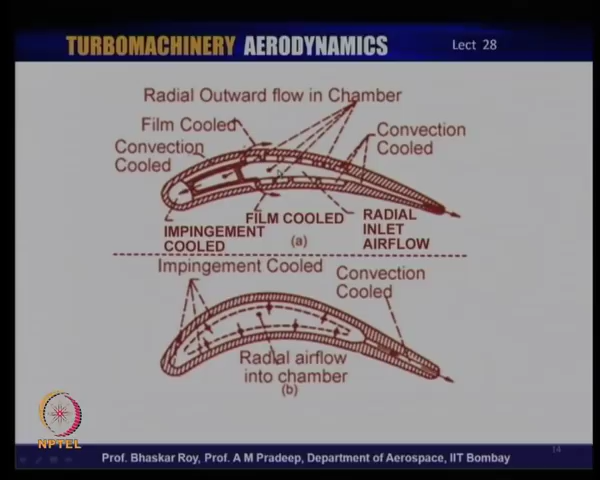 TURBOMACHINERY AERODYNAMICS
Lect 28
Radial Outward flow in Chamber
Film Cooled
Convection
Cooled
Convection
Cooled
IMPINGEMENT
COOLED
FILM COOLED
RADIAL
INLET
AIRFLOW
(a)
Impingement Cooled
Convection
Cooled
Radial airflow
into chamber
(b)
NPTEL
Prof. Bhaskar Roy, Prof. A M Pradeep, Department of Aerospace, IIT Bombay
14